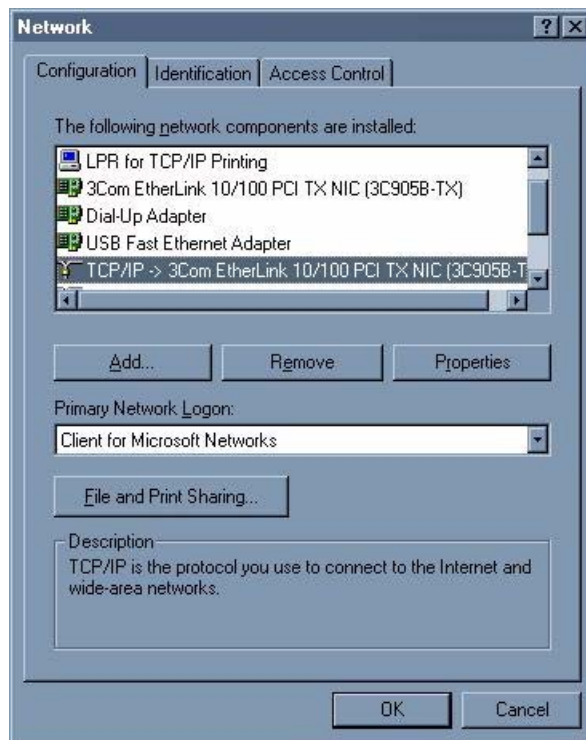 Network
Configuration Identification Access Control
The following network components are installed:
LPR for TCP/IP Printing
3Com EtherLink 10/100 PCI TX NIC (3C905B-TX)
Dial-Up Adapter
USB Fast Ethernet Adapter
TCP/IP -> 3Com EtherLink 10/100 PCI TX NIC (3C905B-T
Add... Remove Properties
Primary Network Logon:
Client for Microsoft Networks
File and Print Sharing...
Description
TCP/IP is the protocol you use to connect to the Internet and
wide-area networks.
OK Cancel